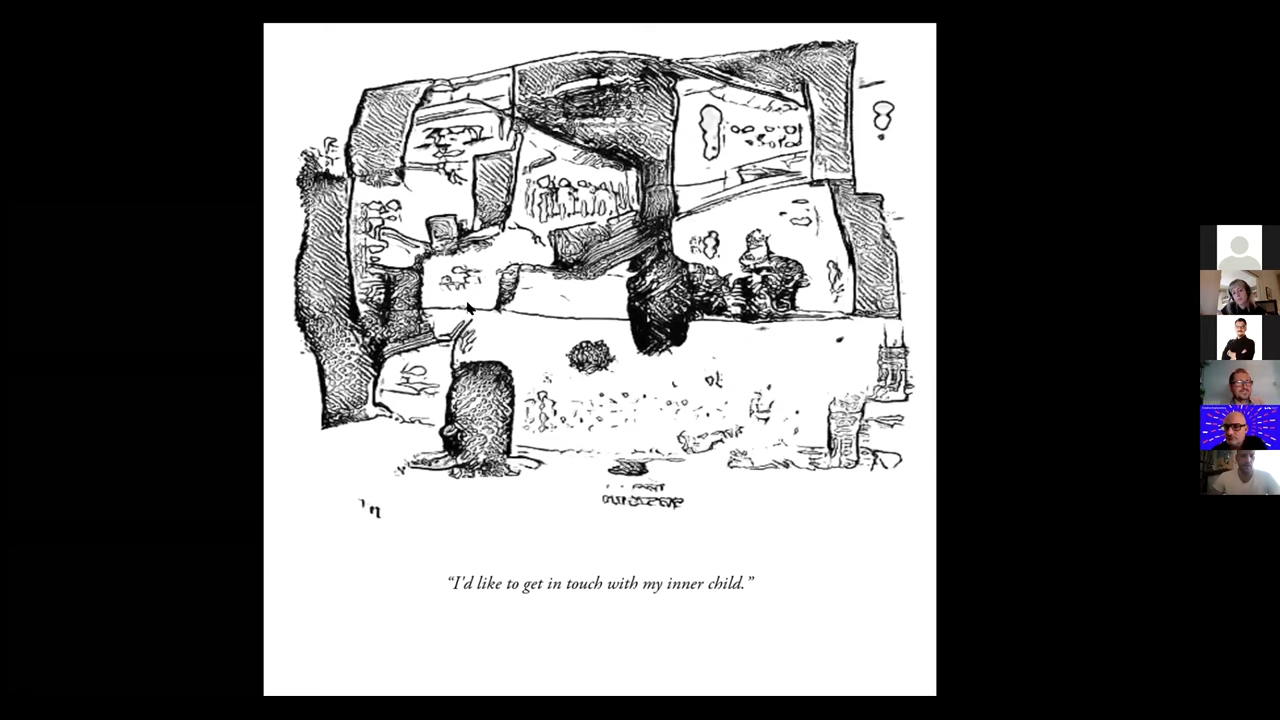 “I'd like to get in touch with my inner child.”